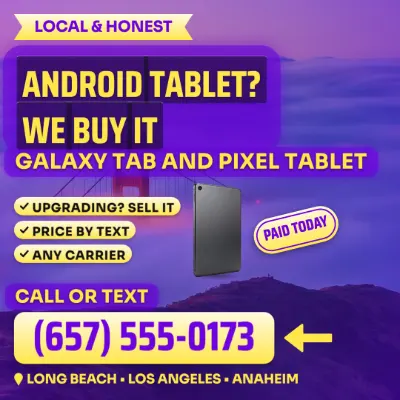 LOCAL & HONEST
ANDROID TABLET?
WE BUY IT
GALAXY TAB AND PIXEL TABLET
UPGRADING? SELL IT
PRICE BY TEXT
ANY CARRIER
PAID TODAY
CALL OR TEXT
(657) 555-0173
LONG BEACH • LOS ANGELES • ANAHEIM